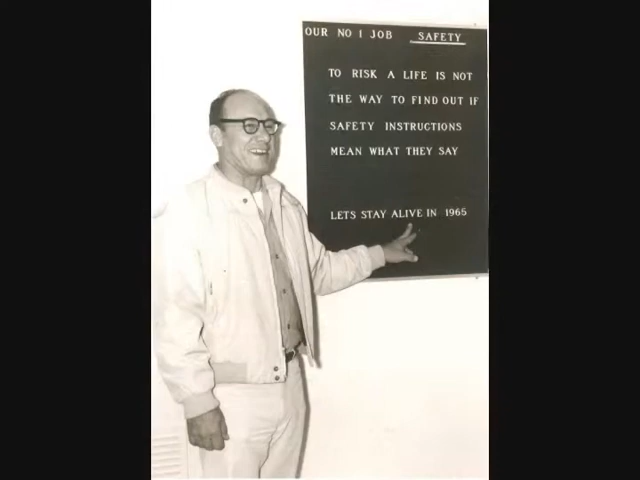 OUR NO 1 JOB SAFETY
TO RISK A LIFE IS NOT
THE WAY TO FIND OUT IF
SAFETY INSTRUCTIONS
MEAN WHAT THEY SAY
LETS STAY ALIVE IN 1965